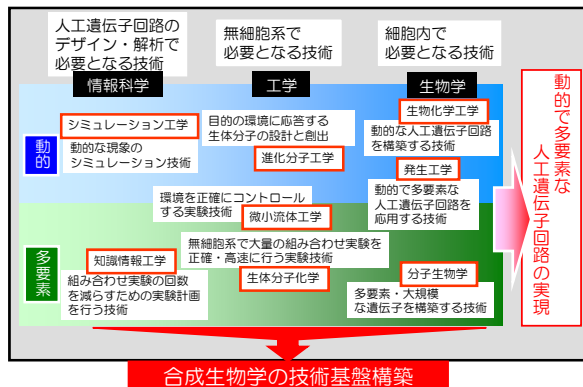 人工遺伝子回路の
デザイン・解析で
必要となる技術
無細胞系で
必要となる技術
細胞内で
必要となる技術
情報科学
工学
生物学
動的
シミュレーション工学
動的な現象の
シミュレーション技術
目的の環境に応答する
生体分子の設計と創出
進化分子工学
生物化学工学
動的な人工遺伝子回路
を構築する技術
発生工学
動的で多要素な
人工遺伝子回路を
応用する技術
環境を正確にコントロール
する実験技術
微小流体工学
多要素
知識情報工学
組み合わせ実験の回数
を減らすための実験計画
を行う技術
無細胞系で大量の組み合わせ実験を
正確・高速に行う実験技術
生体分子化学
分子生物学
多要素・大規模
な遺伝子を構築する技術
動的で多要素な
人工遺伝子回路の実現
合成生物学の技術基盤構築